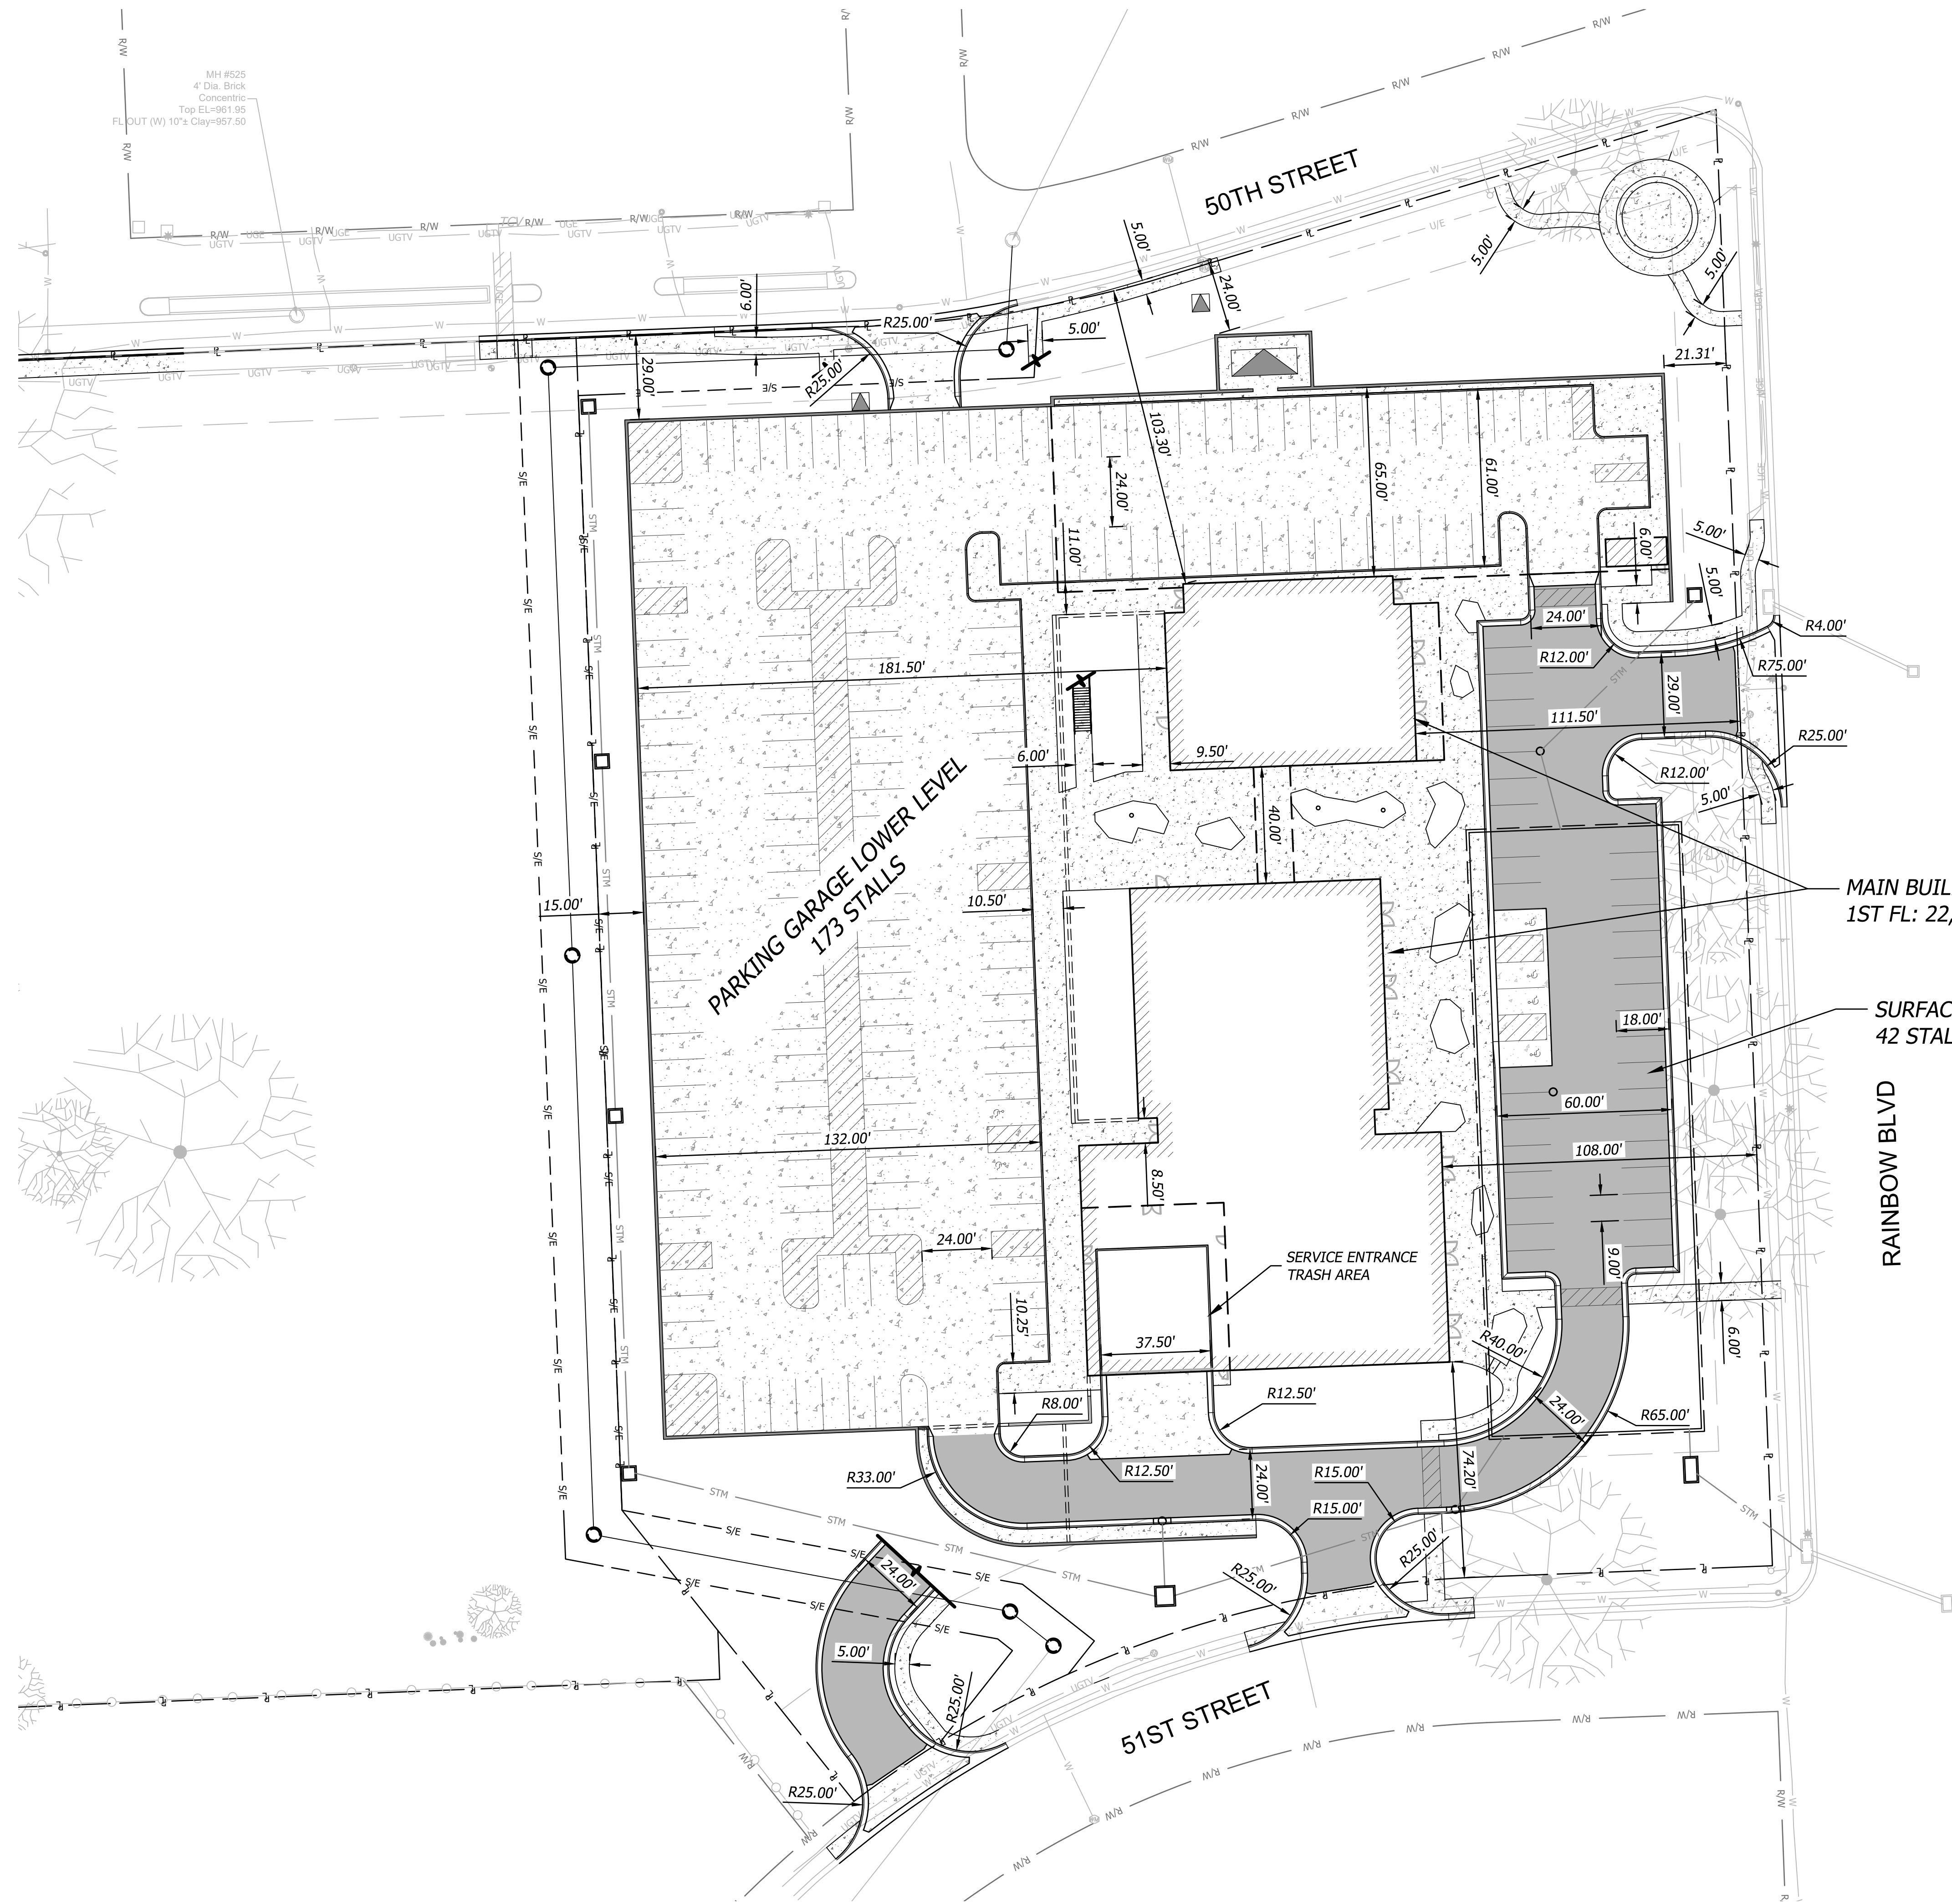 MH #525
4' Dia. Brick
Concentric
Top EL=961.95
FL OUT (W) 10"± Clay=957.50
50TH STREET
5.00'
24.00'
5.00'
5.00'
6.00'
R25.00'
5.00'
R25.00'
29.00'
21.31'
103.30'
24.00'
65.00'
61.00'
11.00'
6.00'
5.00'
5.00'
24.00'
R4.00'
R12.00'
R75.00'
181.50'
29.00'
111.50'
R25.00'
6.00'
9.50'
R12.00'
5.00'
40.00'
PARKING GARAGE LOWER LEVEL
173 STALLS
MAIN BUIL
1ST FL: 22,
15.00'
10.50'
SURFAC
42 STAL
18.00'
60.00'
RAINBOW BLVD
132.00'
108.00'
8.50'
24.00'
9.00'
SERVICE ENTRANCE
TRASH AREA
10.25'
37.50'
6.00'
R40.00'
R8.00'
R12.50'
24.00'
R65.00'
R33.00'
R12.50'
24.00'
R15.00'
74.20'
R15.00'
24.00'
R25.00'
R25.00'
5.00'
R25.00'
51ST STREET
R25.00'
R/W
R/W
R/W
UGTV
UGE
TCV
W
U/E
S/E
STM
PL